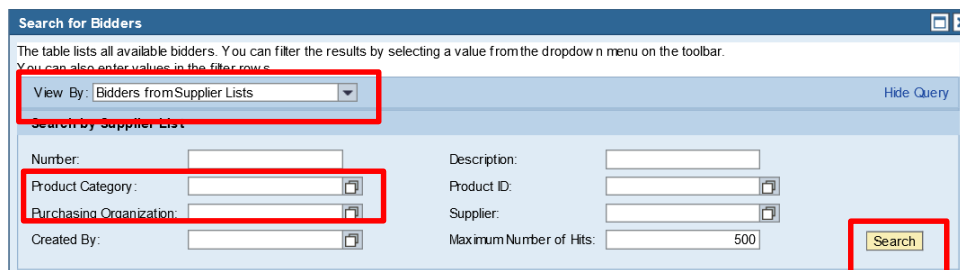 Search for Bidders
The table lists all available bidders. You can filter the results by selecting a value from the dropdown menu on the toolbar.
You can also enter values in the filter rows.
View By: Bidders from Supplier Lists Hide Query
Search by Supplier List
Number: Description:
Product Category: Product ID:
Purchasing Organization: Supplier:
Created By: Maximum Number of Hits: 500 Search